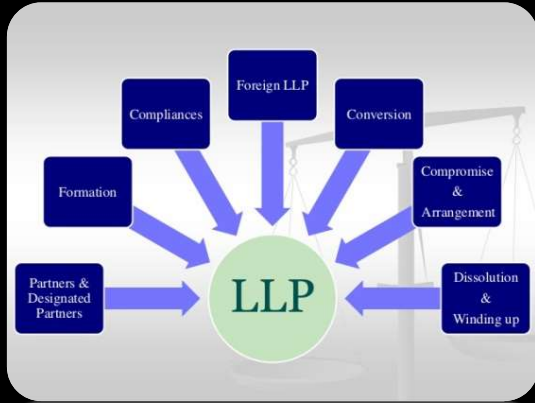 Foreign LLP
Compliances
Conversion
Formation
Compromise
&
Arrangement
Partners &
Designated
Partners
LLP
Dissolution
&
Winding up